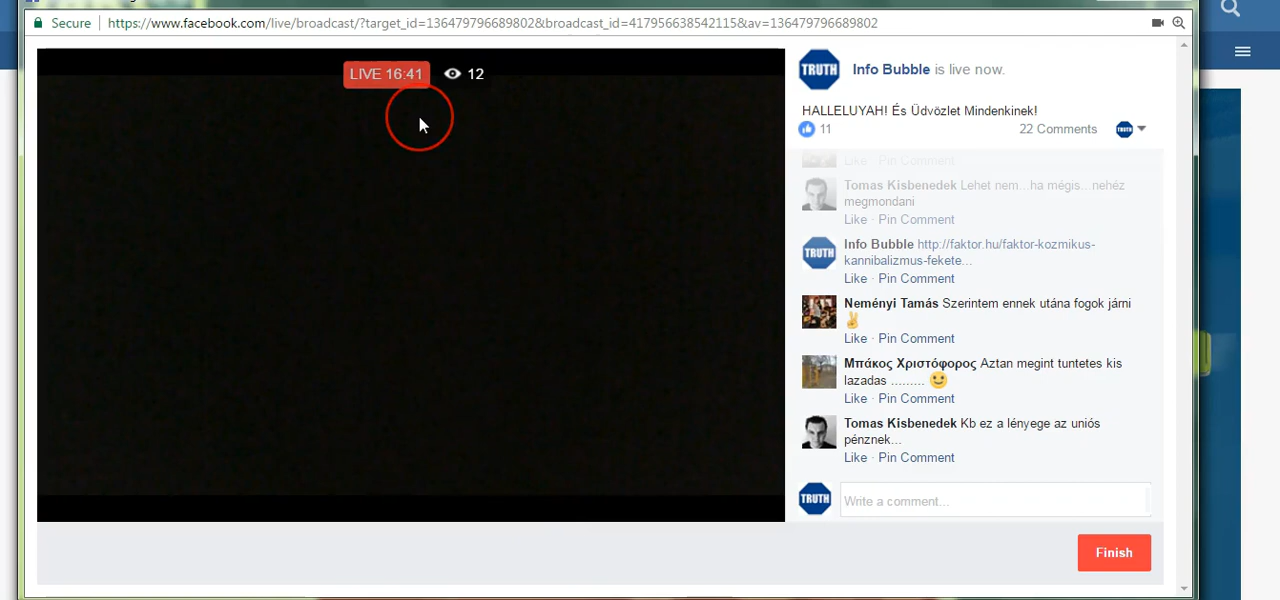 Secure https://www.facebook.com/live/broadcast/?target_id=136479796689802&broadcast_id=417956638542115&av=136479796689802
LIVE 16:41 12
TRUTH
Info Bubble is live now.
HALLELUYAH! És Üdvözlet Mindenkinek!
11 22 Comments TRUTH
Like · Pin Comment
Tomas Kisbenedek Lehet nem...ha mégis...nehéz
megmondani
Like · Pin Comment
TRUTH
Info Bubble http://faktor.hu/faktor-kozmikus-
kannibalizmus-fekete...
Like · Pin Comment
Neményi Tamás Szerintem ennek utána fogok járni
Like · Pin Comment
Μπάκος Χριστόφορος Aztan megint tuntetes kis
lazadas .........
Like · Pin Comment
Tomas Kisbenedek Kb ez a lényege az uniós
pénznek...
Like · Pin Comment
TRUTH
Write a comment...
Finish